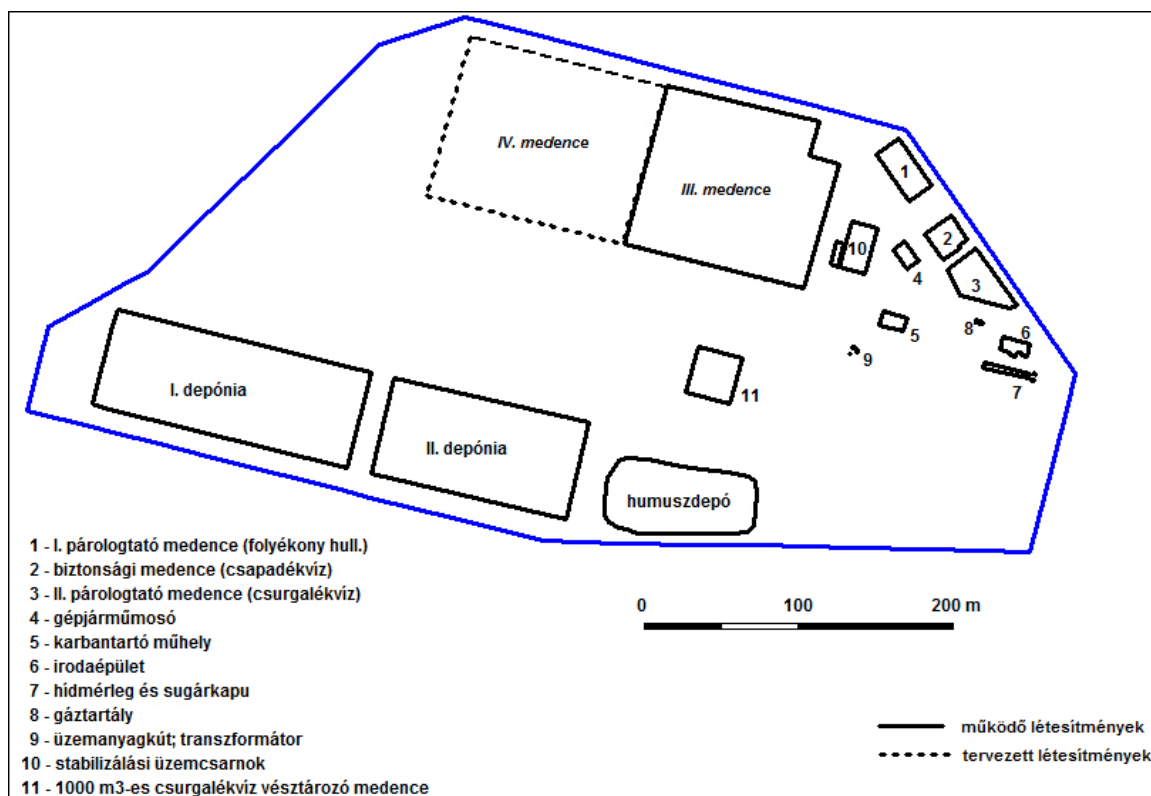 IV. medence
III. medence
1
2
10
4
3
8
5
6
9
7
11
I. depónia
II. depónia
humuszdepó
1 - I. párologtató medence (folyékony hull.)
2 - biztonsági medence (csapadékvíz)
3 - II. párologtató medence (csurgalékvíz)
4 - gépjárműmosó
5 - karbantartó műhely
6 - irodaépület
7 - hídmérleg és sugárkapu
8 - gáztartály
9 - üzemanyagkút; transzformátor
10 - stabilizálási üzemcsarnok
11 - 1000 m3-es csurgalékvíz vésztározó medence
0 100 200 m
működő létesítmények
tervezett létesítmények